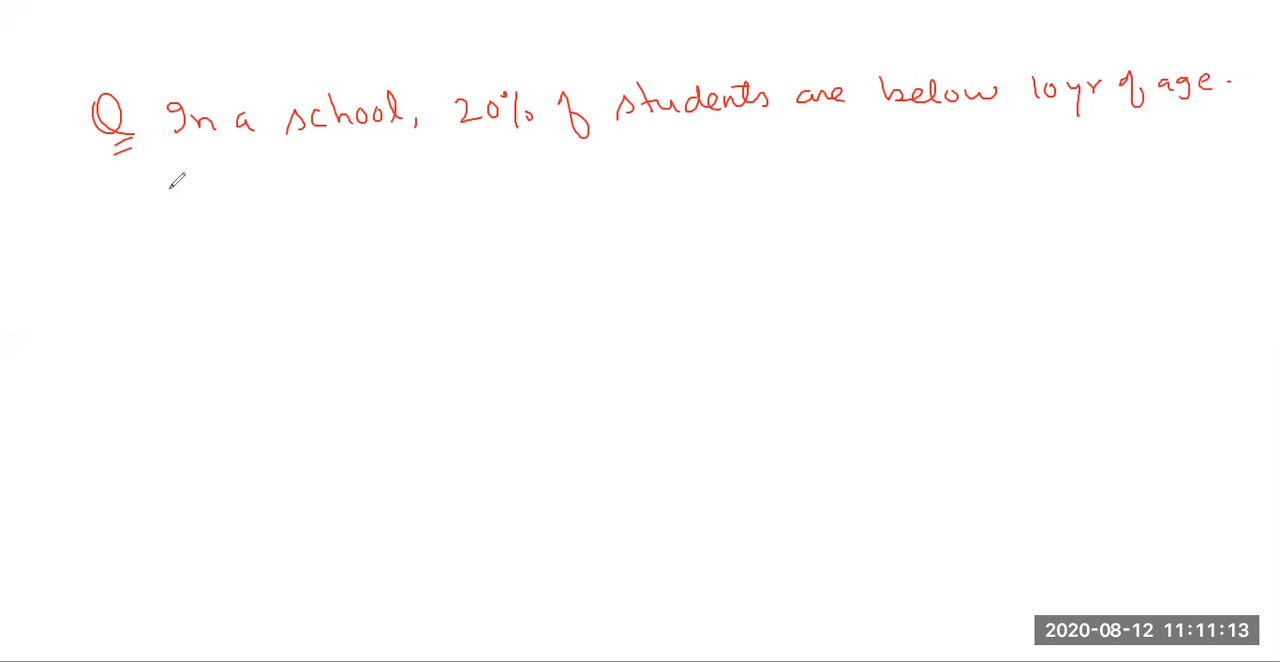 Q In a school, 20% of students are below 10 yr of age.
2020-08-12 11:11:13